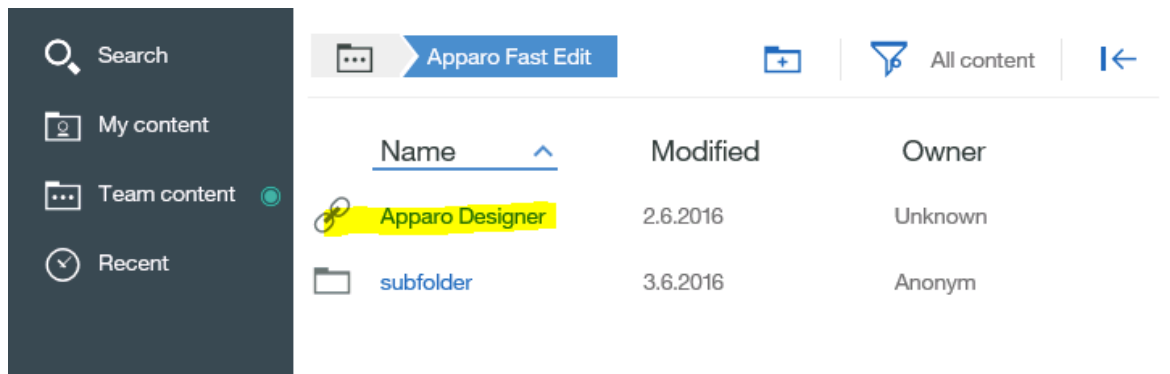 Search
My content
Team content
Recent
Apparo Fast Edit
All content
Name Modified Owner
Apparo Designer 2.6.2016 Unknown
subfolder 3.6.2016 Anonym